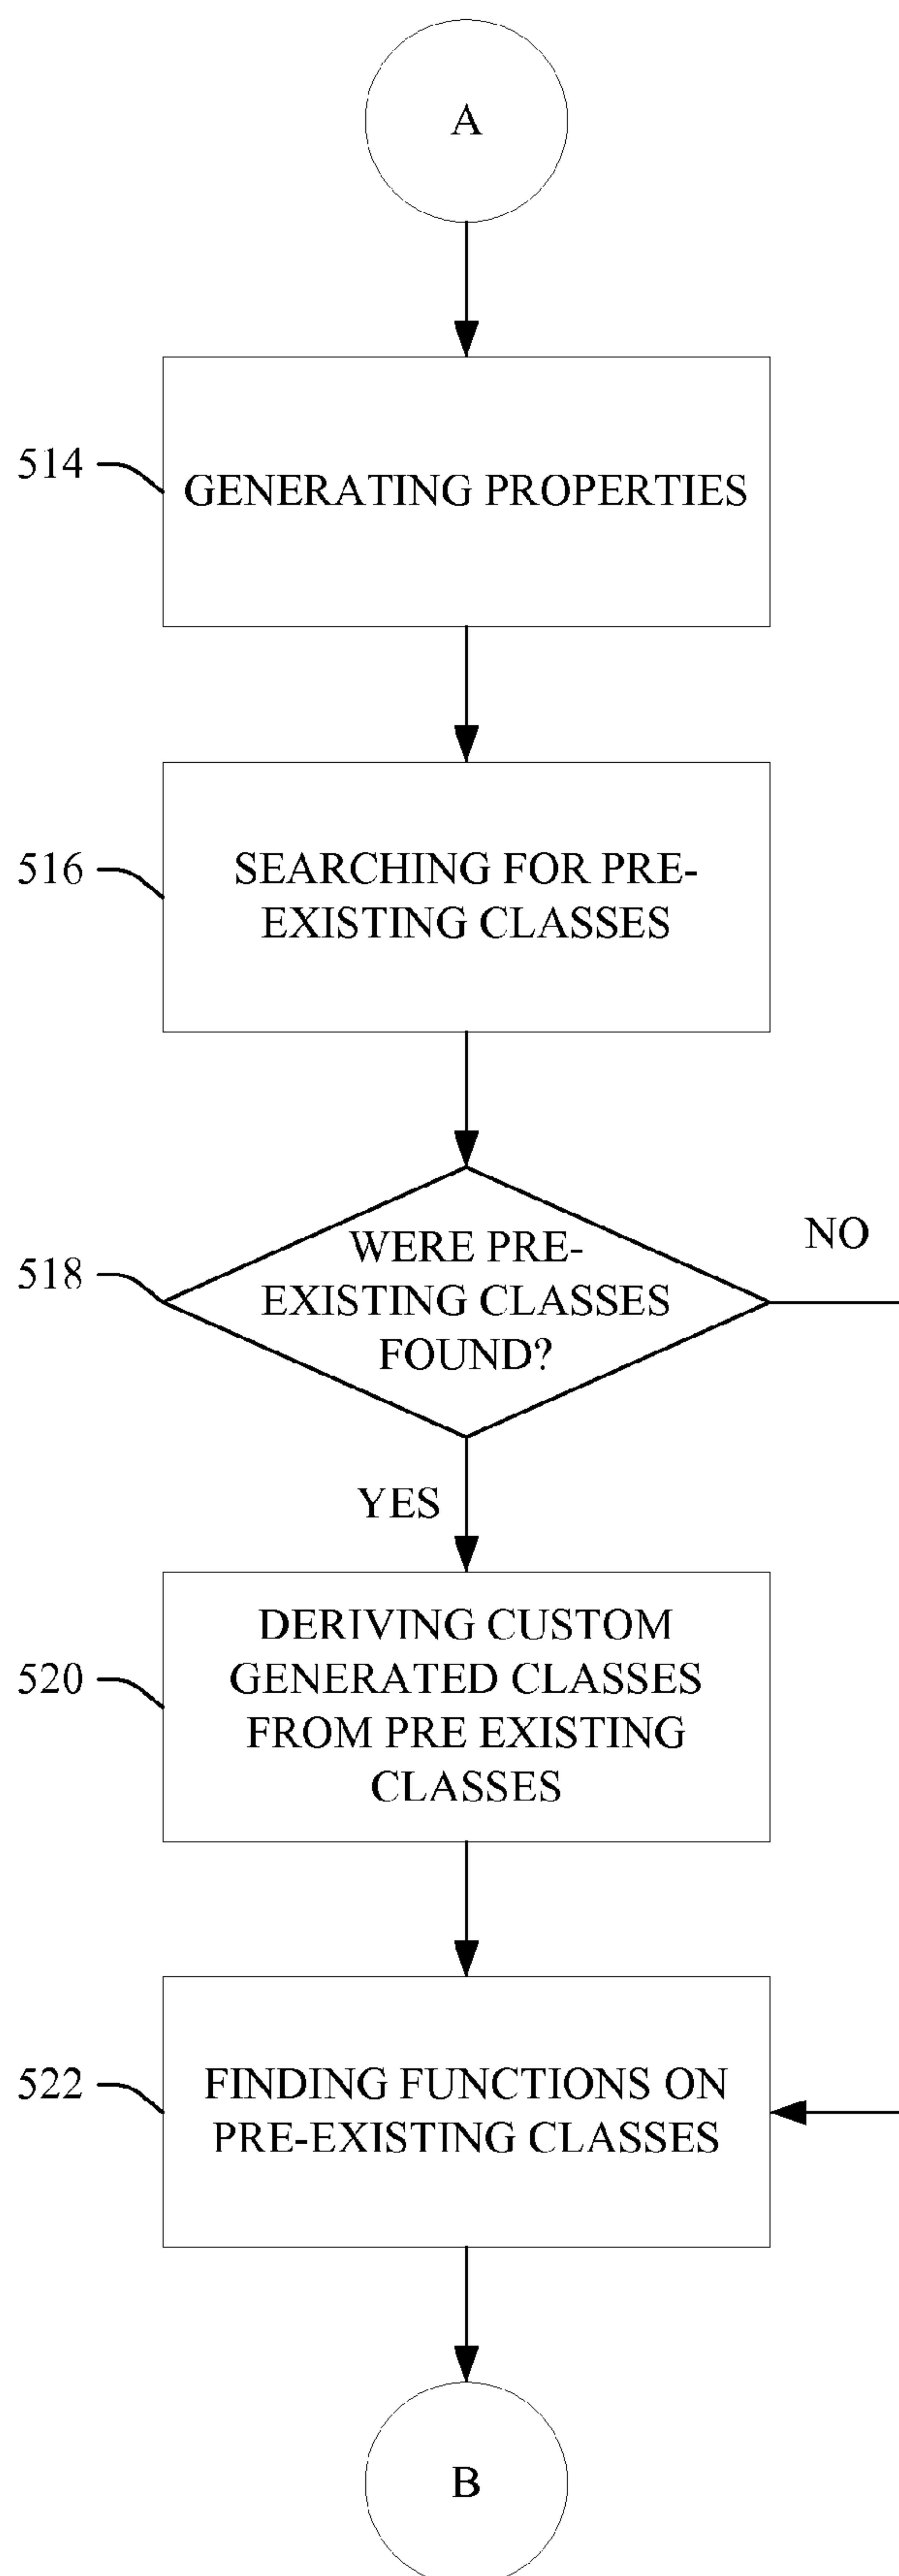 A
514
GENERATING PROPERTIES
516
SEARCHING FOR PRE-
EXISTING CLASSES
518
WERE PRE-
EXISTING CLASSES
FOUND?
NO
YES
520
DERIVING CUSTOM
GENERATED CLASSES
FROM PRE EXISTING
CLASSES
522
FINDING FUNCTIONS ON
PRE-EXISTING CLASSES
B